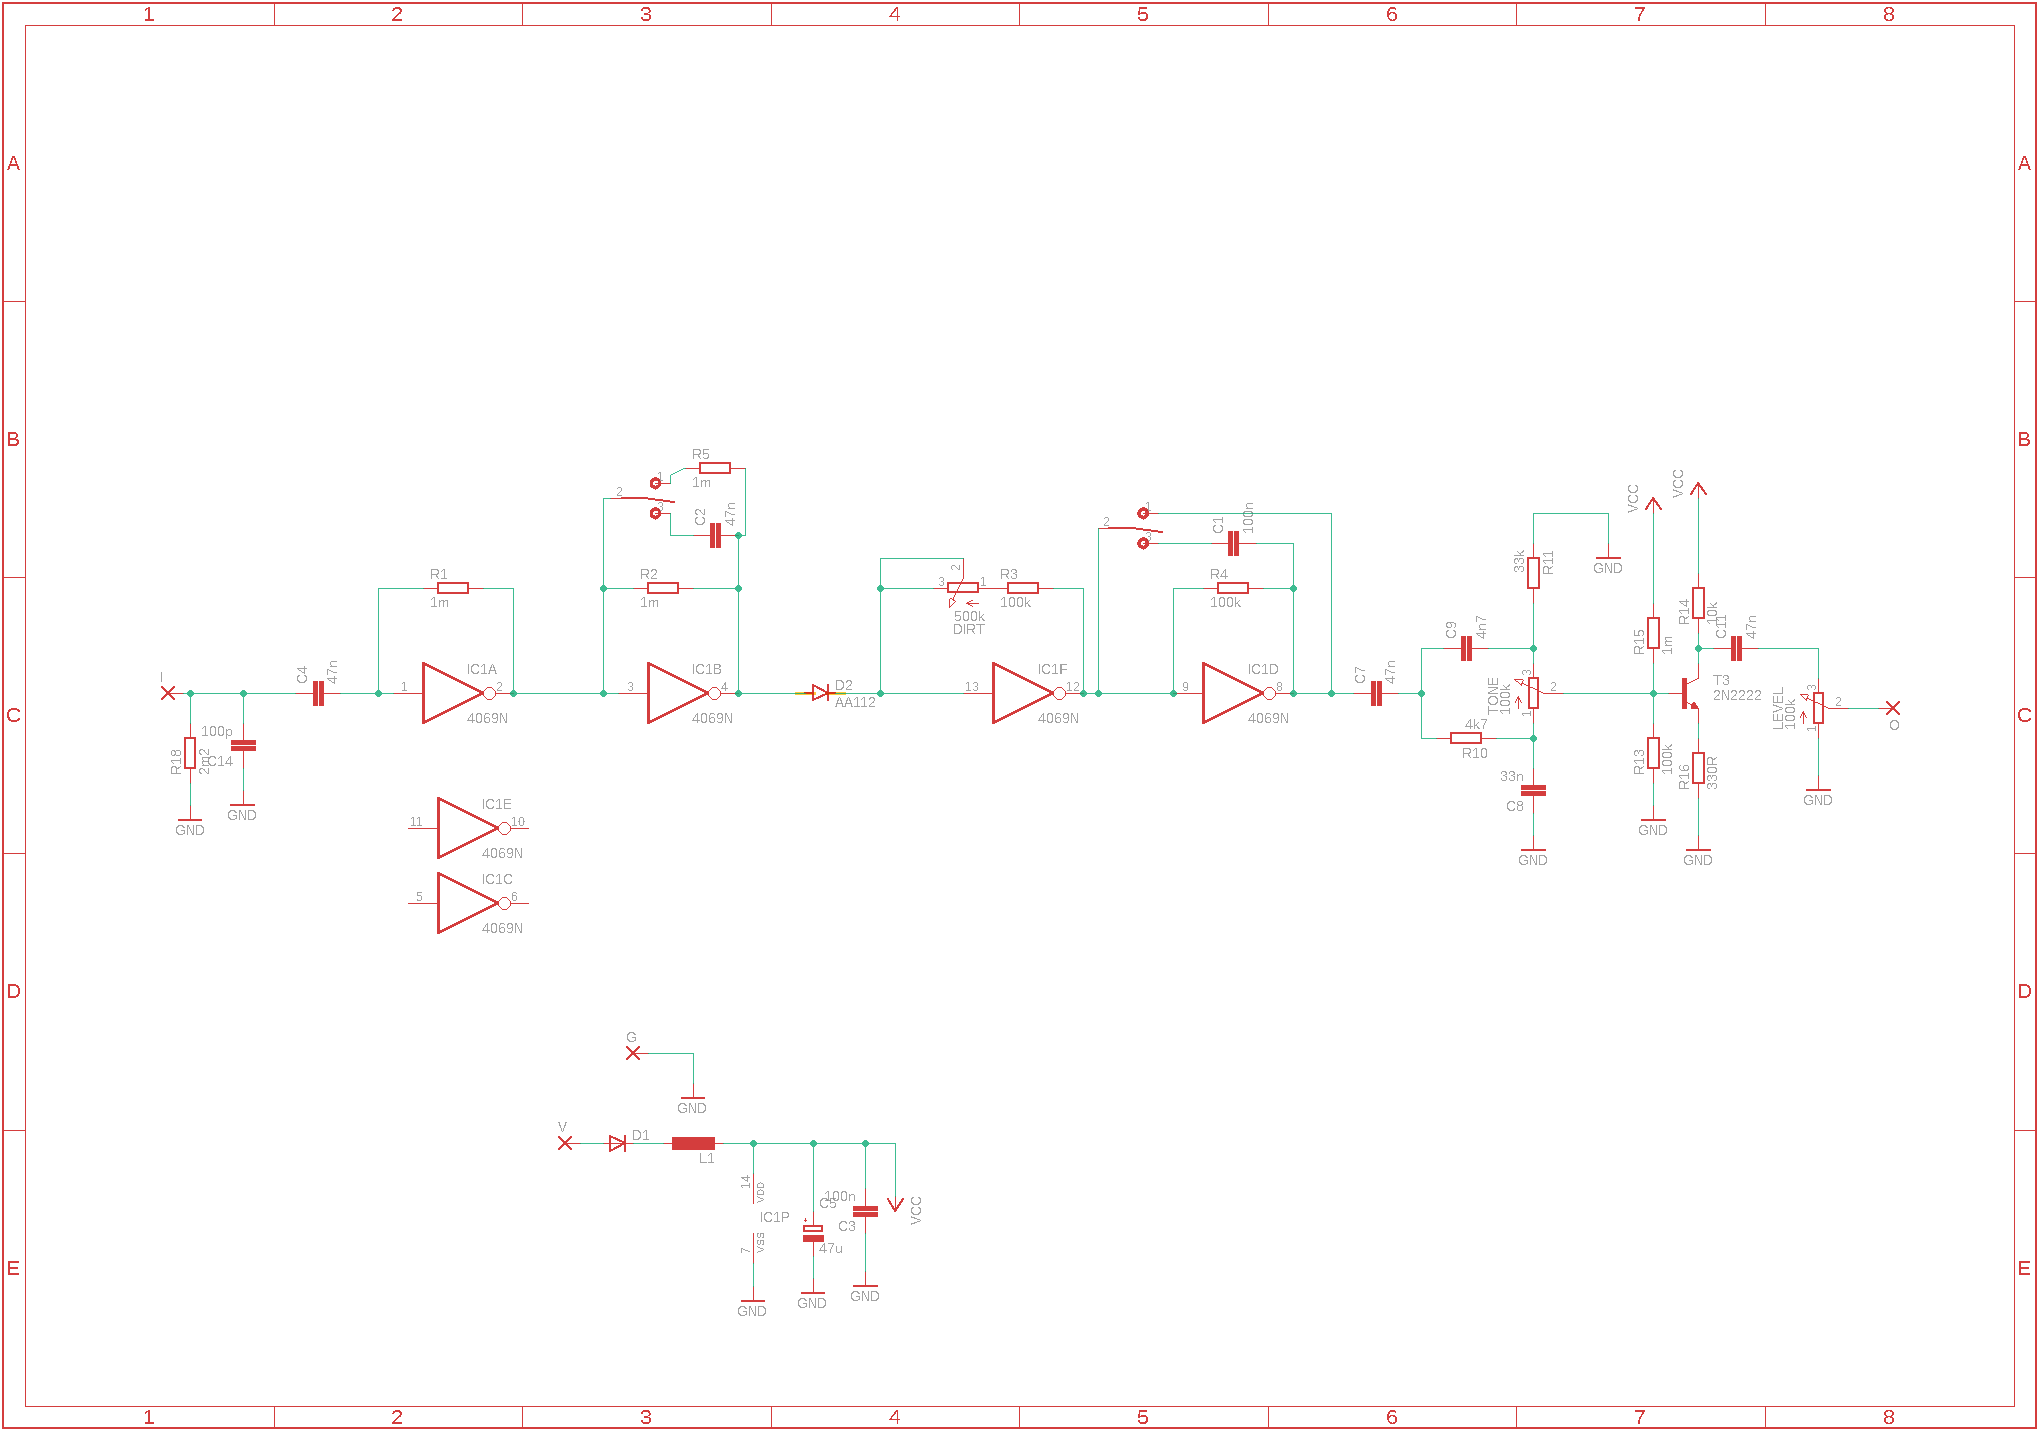 1 2 3 4 5 6 7 8
A A
B B
R5
1
1m
2
3
C2
47n
1
2
3
C1
100n
VCC
VCC
R1
1m
R2
1m
2
3
1
500k
DIRT
R3
100k
R4
100k
33k
R11
GND
C9
4n7
R15
1m
R14
10k
C11
47n
I
C4
47n
1
IC1A
2
4069N
3
IC1B
4
4069N
D2
AA112
13
IC1F
12
4069N
9
IC1D
8
4069N
C7
47n
TONE
100k
3
2
1
T3
2N2222
LEVEL
100k
3
2
1
O
C C
100p
C14
R18
2m2
GND
GND
4k7
R10
33n
C8
GND
R13
100k
GND
R16
330R
GND
GND
11
IC1E
10
4069N
5
IC1C
6
4069N
D D
G
GND
V
D1
L1
14
VDD
IC1P
7
VSS
GND
C5
+
47u
GND
100n
C3
GND
VCC
E E
1 2 3 4 5 6 7 8